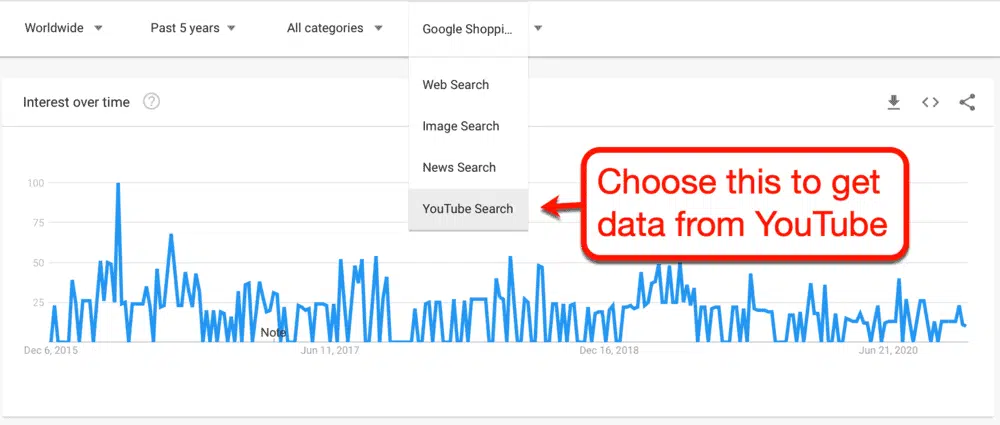 Worldwide
Past 5 years
All categories
Google Shoppi...
Web Search
Image Search
News Search
YouTube Search
Interest over time ?
Choose this to get
data from YouTube
100
75
50
25
Note
Dec 6, 2015
Jun 11, 2017
Dec 16, 2018
Jun 21, 2020